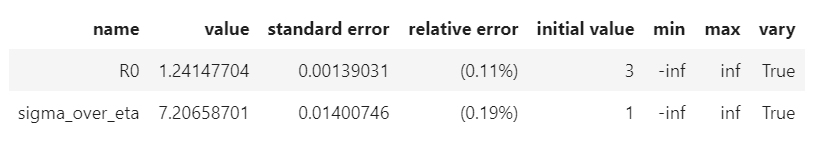 name value standard error relative error initial value min max vary
R0 1.24147704 0.00139031 (0.11%) 3 -inf inf True
sigma_over_eta 7.20658701 0.01400746 (0.19%) 1 -inf inf True